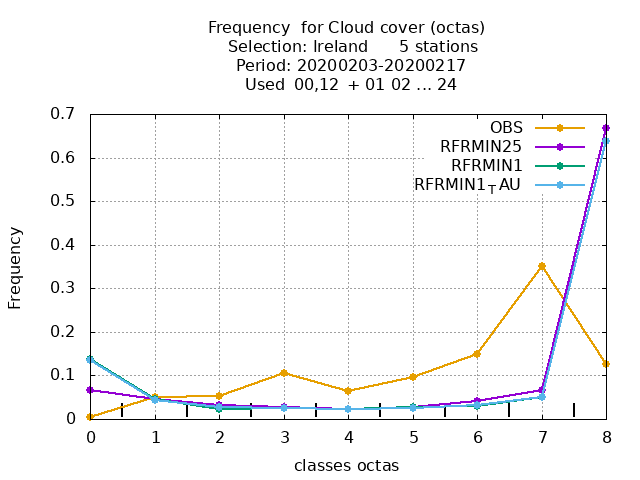 Frequency  for Cloud cover (octas)
Selection: Ireland      5 stations
Period: 20200203-20200217
Used  00,12  + 01 02 ... 24
0.7
0.6
0.5
0.4
0.3
0.2
0.1
0
Frequency
OBS
RFRMIN25
RFRMIN1
RFRMIN1TAU
0 1 2 3 4 5 6 7 8
classes octas